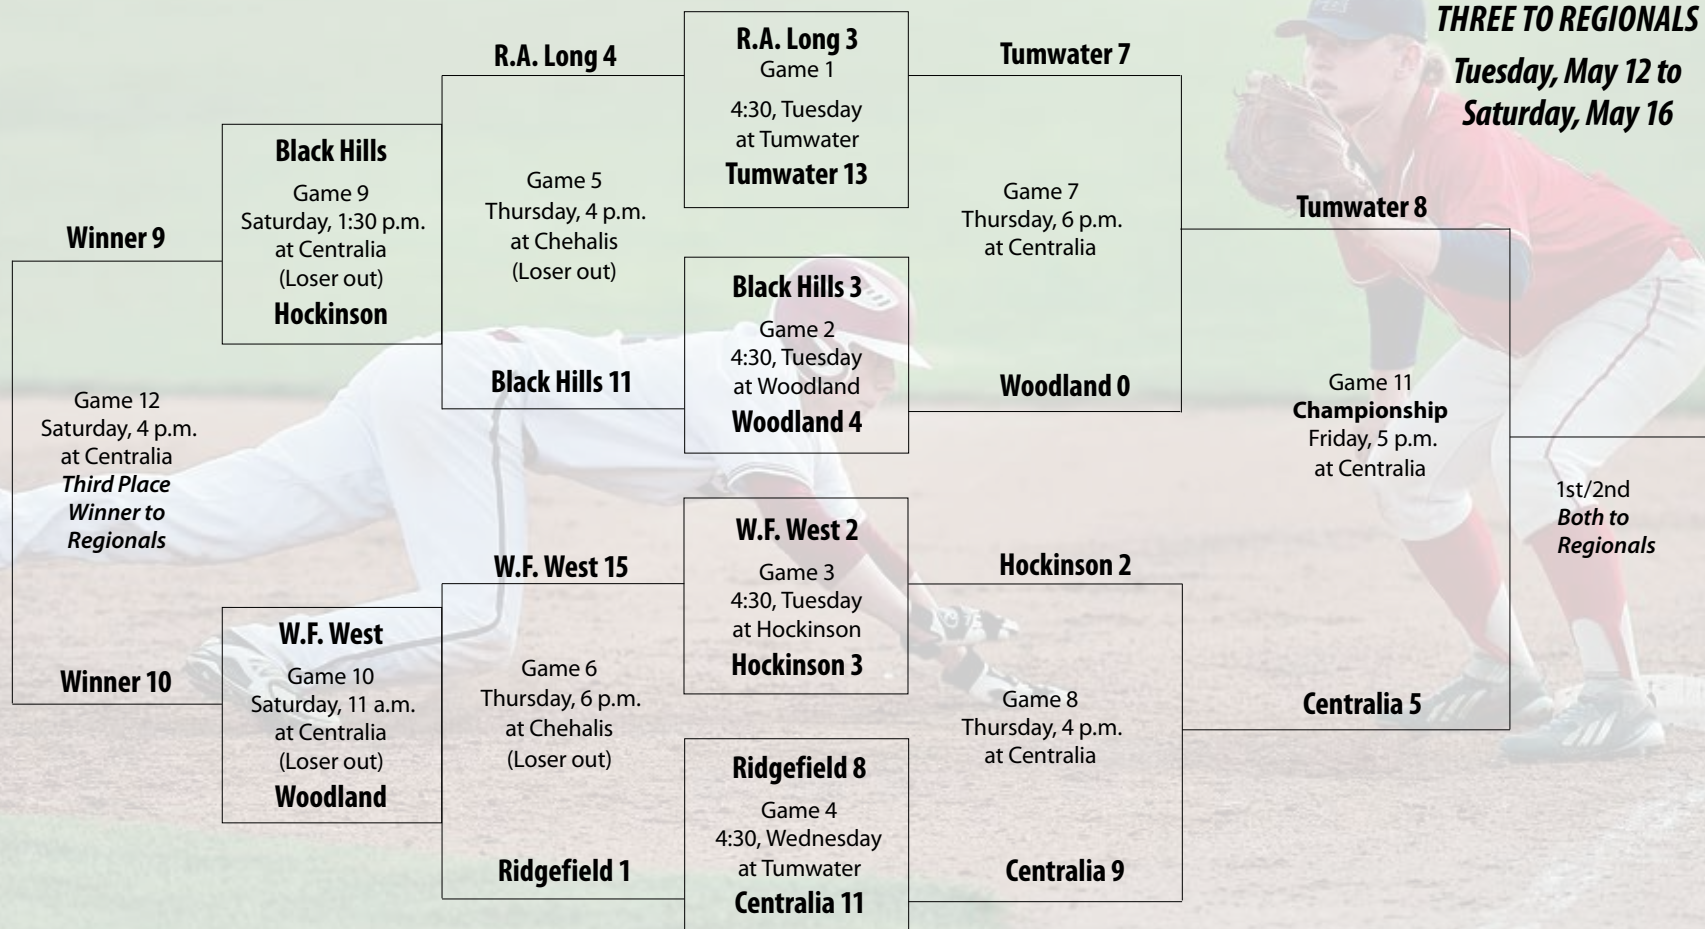 THREE TO REGIONALS
Tuesday, May 12 to
Saturday, May 16
Winner 9
Game 12
Saturday, 4 p.m.
at Centralia
Third Place
Winner to
Regionals
Winner 10
Black Hills
Game 9
Saturday, 1:30 p.m.
at Centralia
(Loser out)
Hockinson
W.F. West
Game 10
Saturday, 11 a.m.
at Centralia
(Loser out)
Woodland
R.A. Long 4
Game 5
Thursday, 4 p.m.
at Chehalis
(Loser out)
Black Hills 11
W.F. West 15
Game 6
Thursday, 6 p.m.
at Chehalis
(Loser out)
Ridgefield 1
R.A. Long 3
Game 1
4:30, Tuesday
at Tumwater
Tumwater 13
Black Hills 3
Game 2
4:30, Tuesday
at Woodland
Woodland 4
W.F. West 2
Game 3
4:30, Tuesday
at Hockinson
Hockinson 3
Ridgefield 8
Game 4
4:30, Wednesday
at Tumwater
Centralia 11
Tumwater 7
Game 7
Thursday, 6 p.m.
at Centralia
Woodland 0
Hockinson 2
Game 8
Thursday, 4 p.m.
at Centralia
Centralia 9
Tumwater 8
Game 11
Championship
Friday, 5 p.m.
at Centralia
Centralia 5
1st/2nd
Both to
Regionals